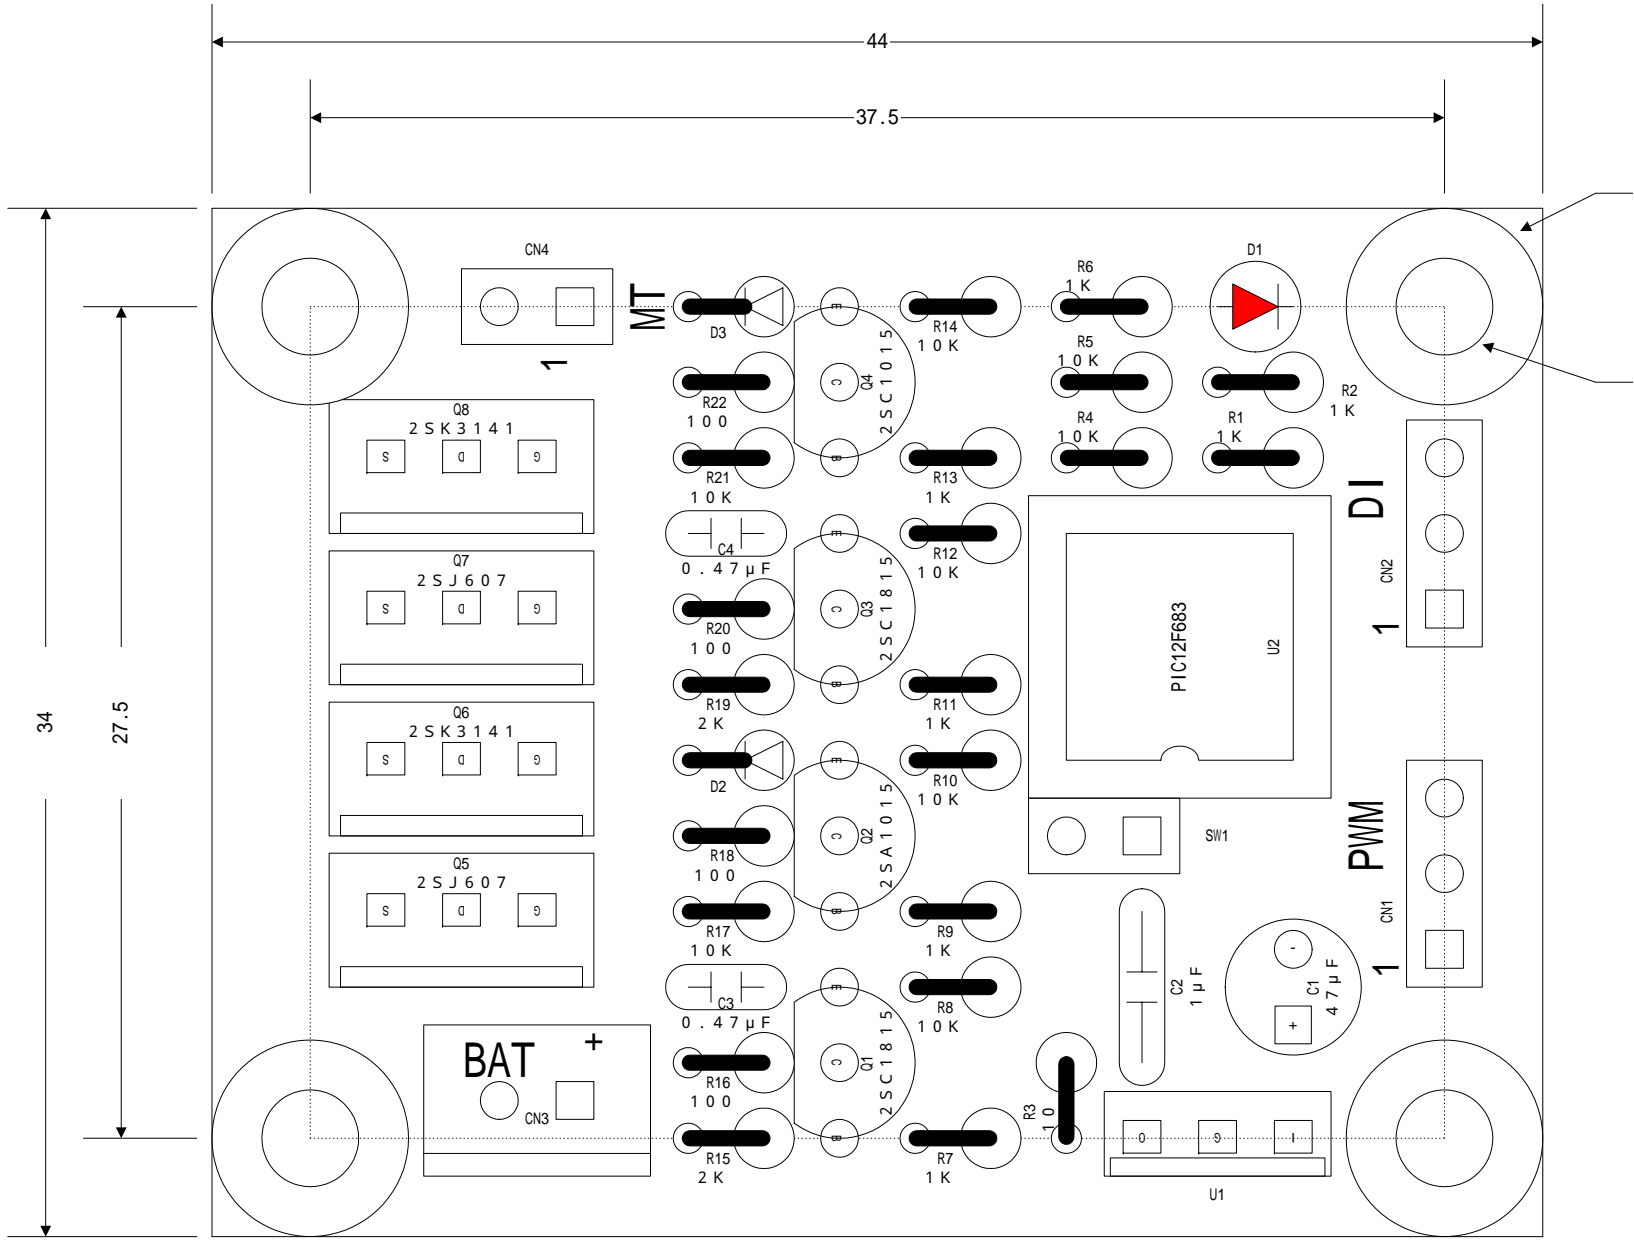 44
37.5
34
27.5
CN4
MT
1
D3
R14
10K
R6
1K
D1
R5
10K
R2
1K
R22
100
Q4
2SC1015
E
C
B
Q8
2SK3141
S
D
G
R21
10K
R13
1K
R4
10K
R1
1K
C4
0.47µF
R12
10K
DI
CN2
1
Q7
2SJ607
S
D
G
R20
100
Q3
2SC1815
E
C
B
PIC12F683
U2
R19
2K
R11
1K
Q6
2SK3141
S
D
G
D2
R10
10K
R18
100
Q2
2SA1015
E
C
B
SW1
PWM
CN1
1
Q5
2SJ607
S
D
G
R17
10K
R9
1K
C3
0.47µF
R8
10K
C2
1µF
C1
47µF
-
+
BAT
+
CN3
R16
100
Q1
2SC1815
E
C
B
R3
10
R15
2K
R7
1K
O
G
I
U1